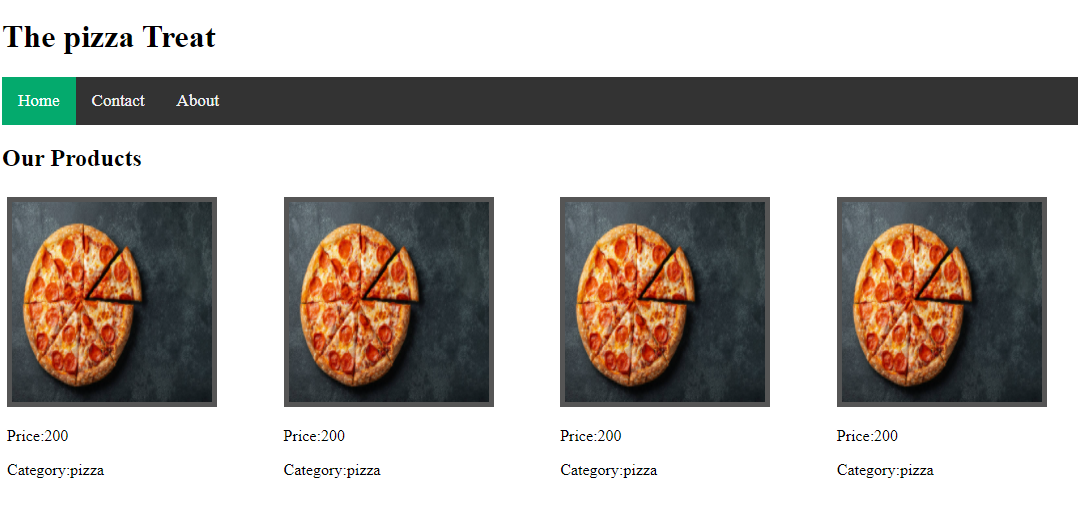 The pizza Treat
Home Contact About
Our Products
Price:200 Price:200 Price:200 Price:200
Category:pizza Category:pizza Category:pizza Category:pizza